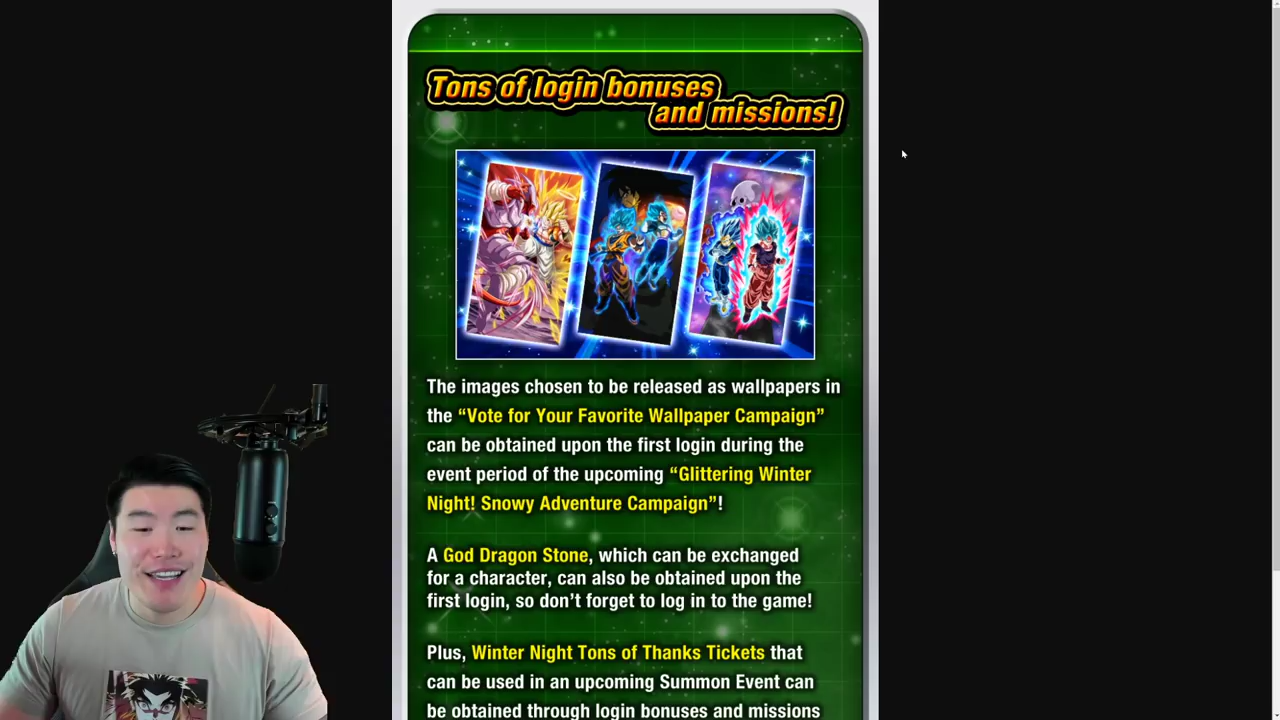 Tons of login bonuses
and missions!
The images chosen to be released as wallpapers in
the “Vote for Your Favorite Wallpaper Campaign”
can be obtained upon the first login during the
event period of the upcoming “Glittering Winter
Night! Snowy Adventure Campaign”!
A God Dragon Stone, which can be exchanged
for a character, can also be obtained upon the
first login, so don’t forget to log in to the game!
Plus, Winter Night Tons of Thanks Tickets that
can be used in an upcoming Summon Event can
be obtained through login bonuses and missions